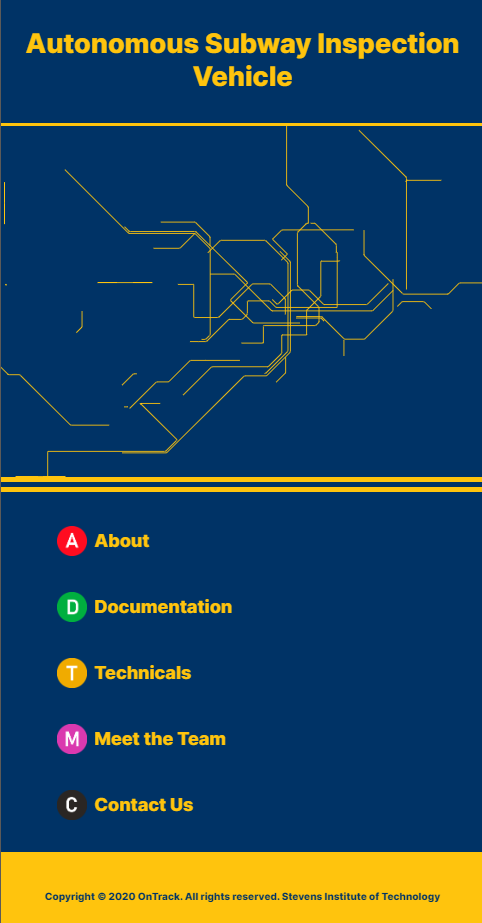 Autonomous Subway Inspection
Vehicle
A About
D Documentation
T Technicals
M Meet the Team
C Contact Us
Copyright © 2020 OnTrack. All rights reserved. Stevens Institute of Technology